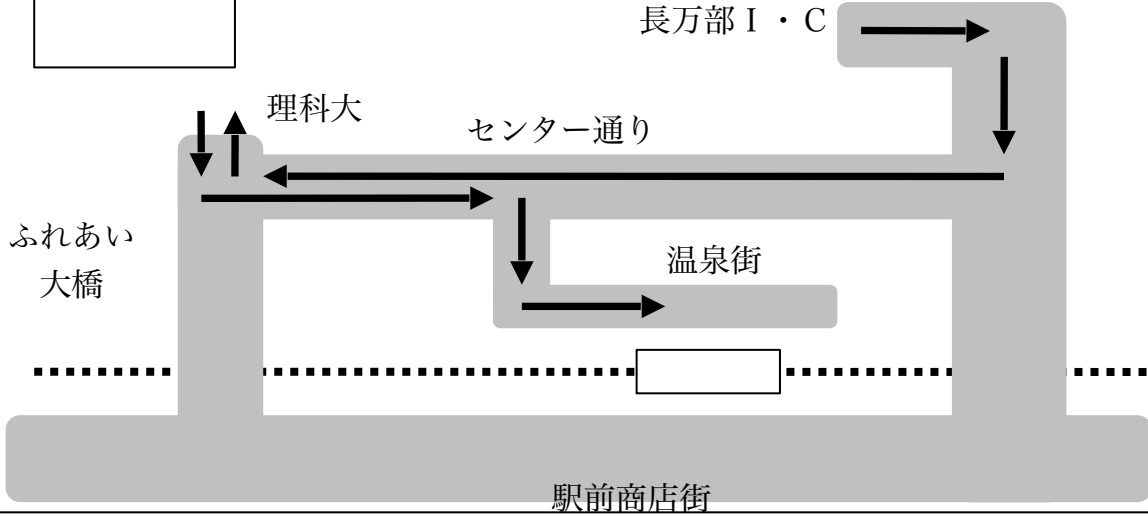 長万部Ⅰ・Ｃ
理科大
センター通り
ふれあい
大橋
温泉街
駅前商店街